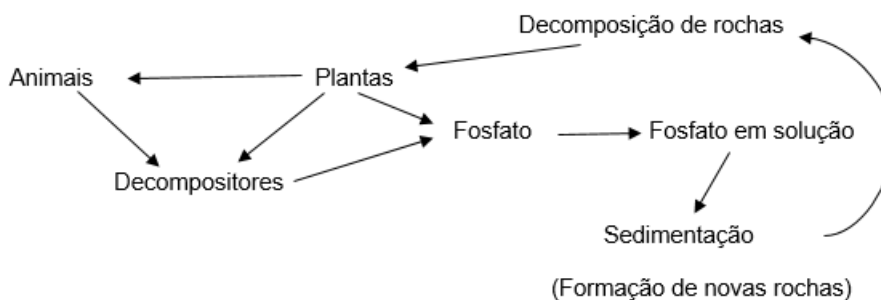 Decomposição de rochas
Animais
Plantas
Fosfato
Fosfato em solução
Decompositores
Sedimentação
(Formação de novas rochas)